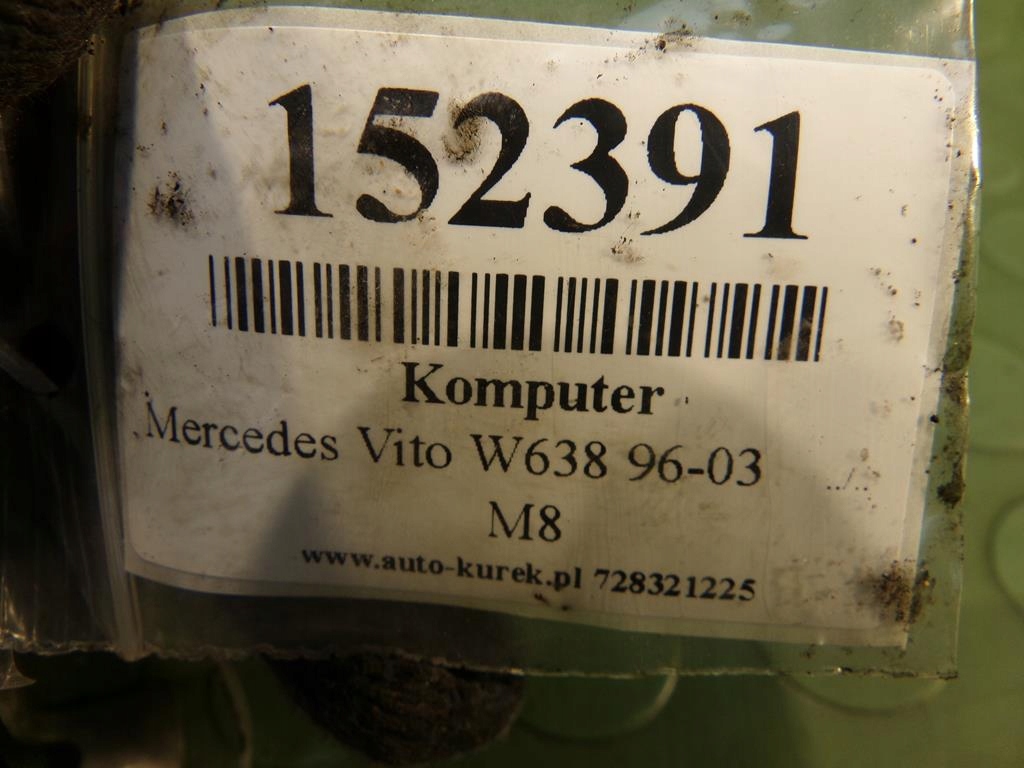 152391
Komputer
Mercedes Vito W638 96-03 ../..
M8
www.auto-kurek.pl 728321225